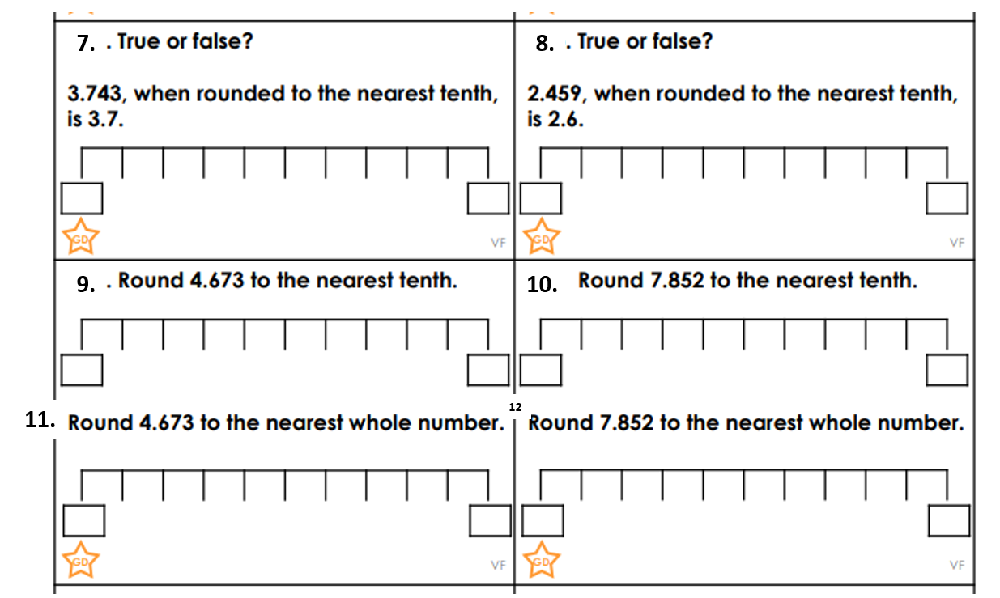 7. . True or false?
3.743, when rounded to the nearest tenth,
is 3.7.
GD
VF
8. . True or false?
2.459, when rounded to the nearest tenth,
is 2.6.
GD
VF
9. . Round 4.673 to the nearest tenth.
10. Round 7.852 to the nearest tenth.
11. Round 4.673 to the nearest whole number.
GD
VF
12 Round 7.852 to the nearest whole number.
GD
VF